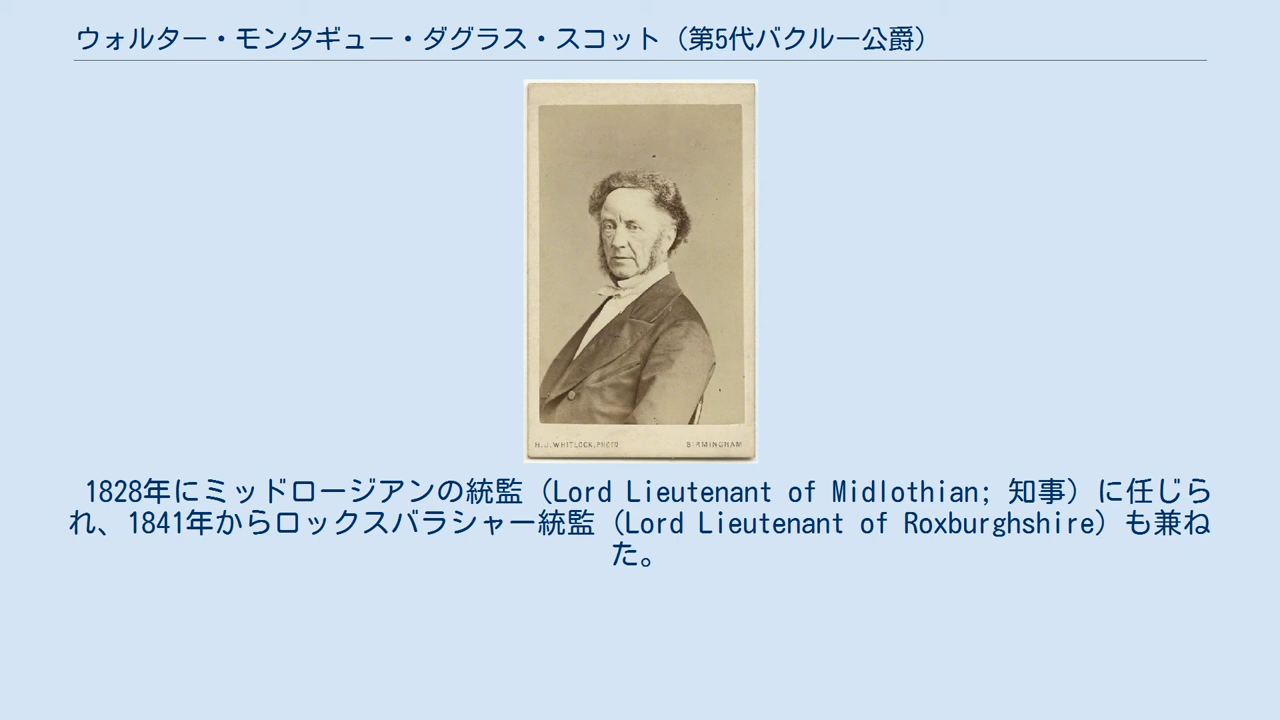 ウォルター・モンタギュー・ダグラス・スコット（第5代バクルー公爵）
H.J.WHITLOCK,PHOTO
BIRMINGHAM
1828年にミッドロージアンの統監（Lord Lieutenant of Midlothian; 知事）に任じら
れ、1841年からロックスバラシャー統監（Lord Lieutenant of Roxburghshire）も兼ね
た。